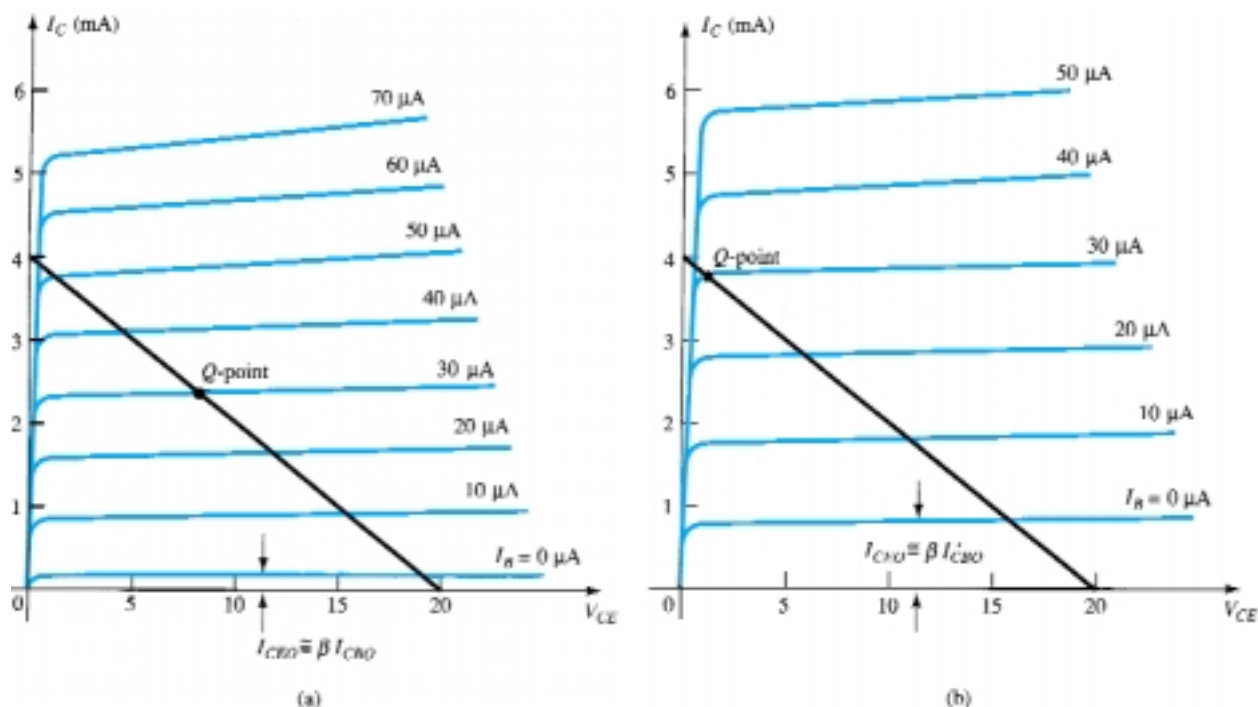 I_C (mA)
6
5
4
3
2
1
0
5
10
15
20
V_CE
70 µA
60 µA
50 µA
40 µA
30 µA
20 µA
10 µA
I_B = 0 µA
Q-point
I_CEO ≅ β I_CBO
(a)
I_C (mA)
6
5
4
3
2
1
0
5
10
15
20
V_CE
50 µA
40 µA
30 µA
20 µA
10 µA
I_B = 0 µA
Q-point
I_CEO ≅ β I_CBO
(b)